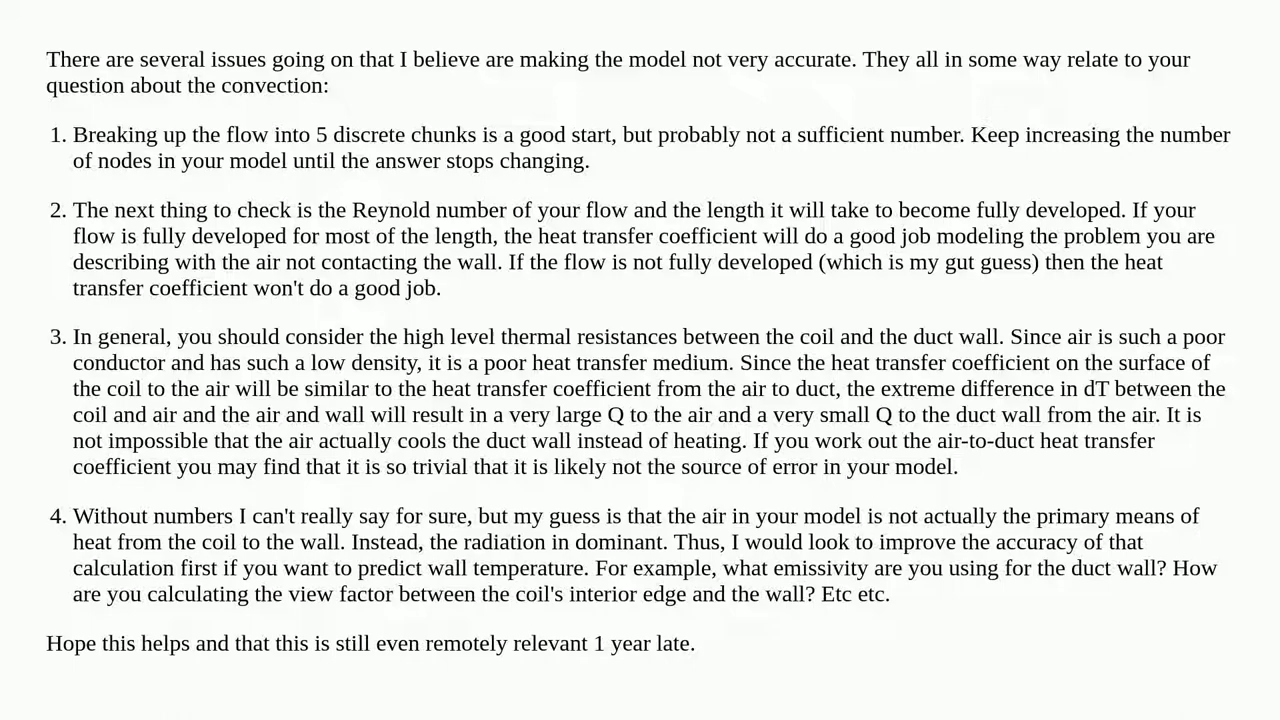 There are several issues going on that I believe are making the model not very accurate. They all in some way relate to your
question about the convection:
1. Breaking up the flow into 5 discrete chunks is a good start, but probably not a sufficient number. Keep increasing the number
of nodes in your model until the answer stops changing.
2. The next thing to check is the Reynold number of your flow and the length it will take to become fully developed. If your
flow is fully developed for most of the length, the heat transfer coefficient will do a good job modeling the problem you are
describing with the air not contacting the wall. If the flow is not fully developed (which is my gut guess) then the heat
transfer coefficient won't do a good job.
3. In general, you should consider the high level thermal resistances between the coil and the duct wall. Since air is such a poor
conductor and has such a low density, it is a poor heat transfer medium. Since the heat transfer coefficient on the surface of
the coil to the air will be similar to the heat transfer coefficient from the air to duct, the extreme difference in dT between the
coil and air and the air and wall will result in a very large Q to the air and a very small Q to the duct wall from the air. It is
not impossible that the air actually cools the duct wall instead of heating. If you work out the air-to-duct heat transfer
coefficient you may find that it is so trivial that it is likely not the source of error in your model.
4. Without numbers I can't really say for sure, but my guess is that the air in your model is not actually the primary means of
heat from the coil to the wall. Instead, the radiation in dominant. Thus, I would look to improve the accuracy of that
calculation first if you want to predict wall temperature. For example, what emissivity are you using for the duct wall? How
are you calculating the view factor between the coil's interior edge and the wall? Etc etc.
Hope this helps and that this is still even remotely relevant 1 year late.